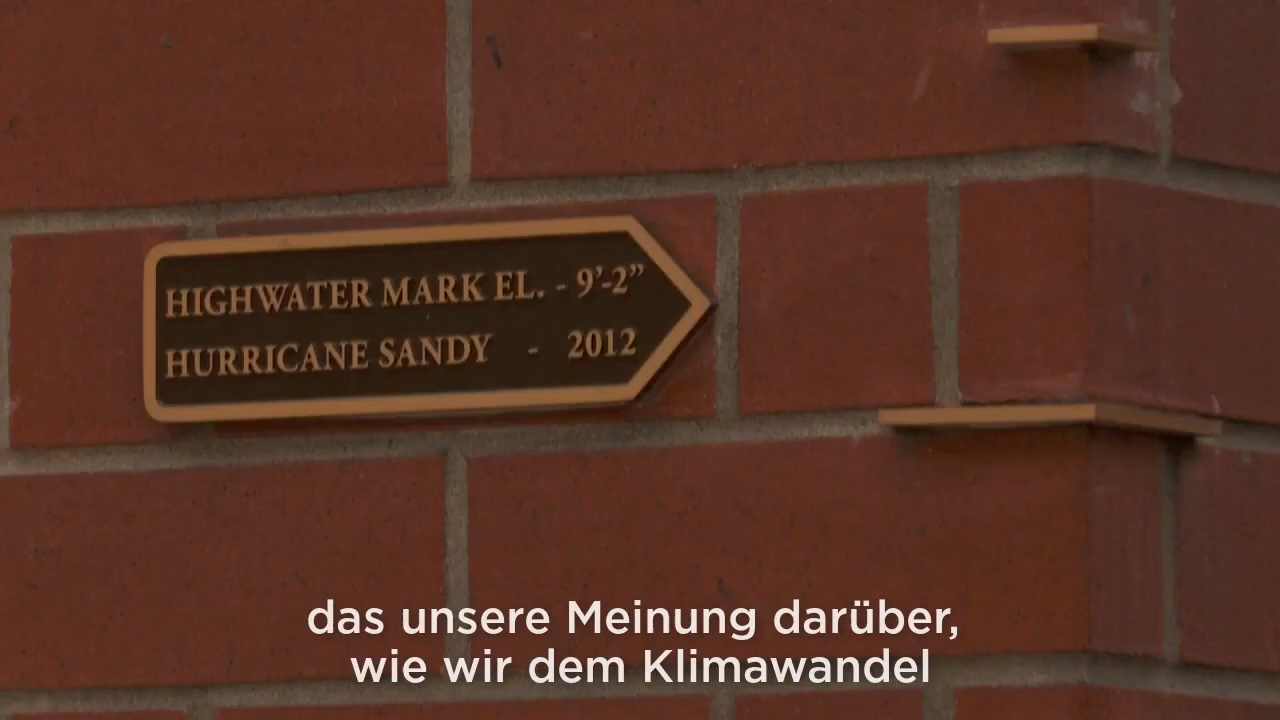 HIGHWATER MARK EL. - 9'-2”
HURRICANE SANDY - 2012
das unsere Meinung darüber,
wie wir dem Klimawandel